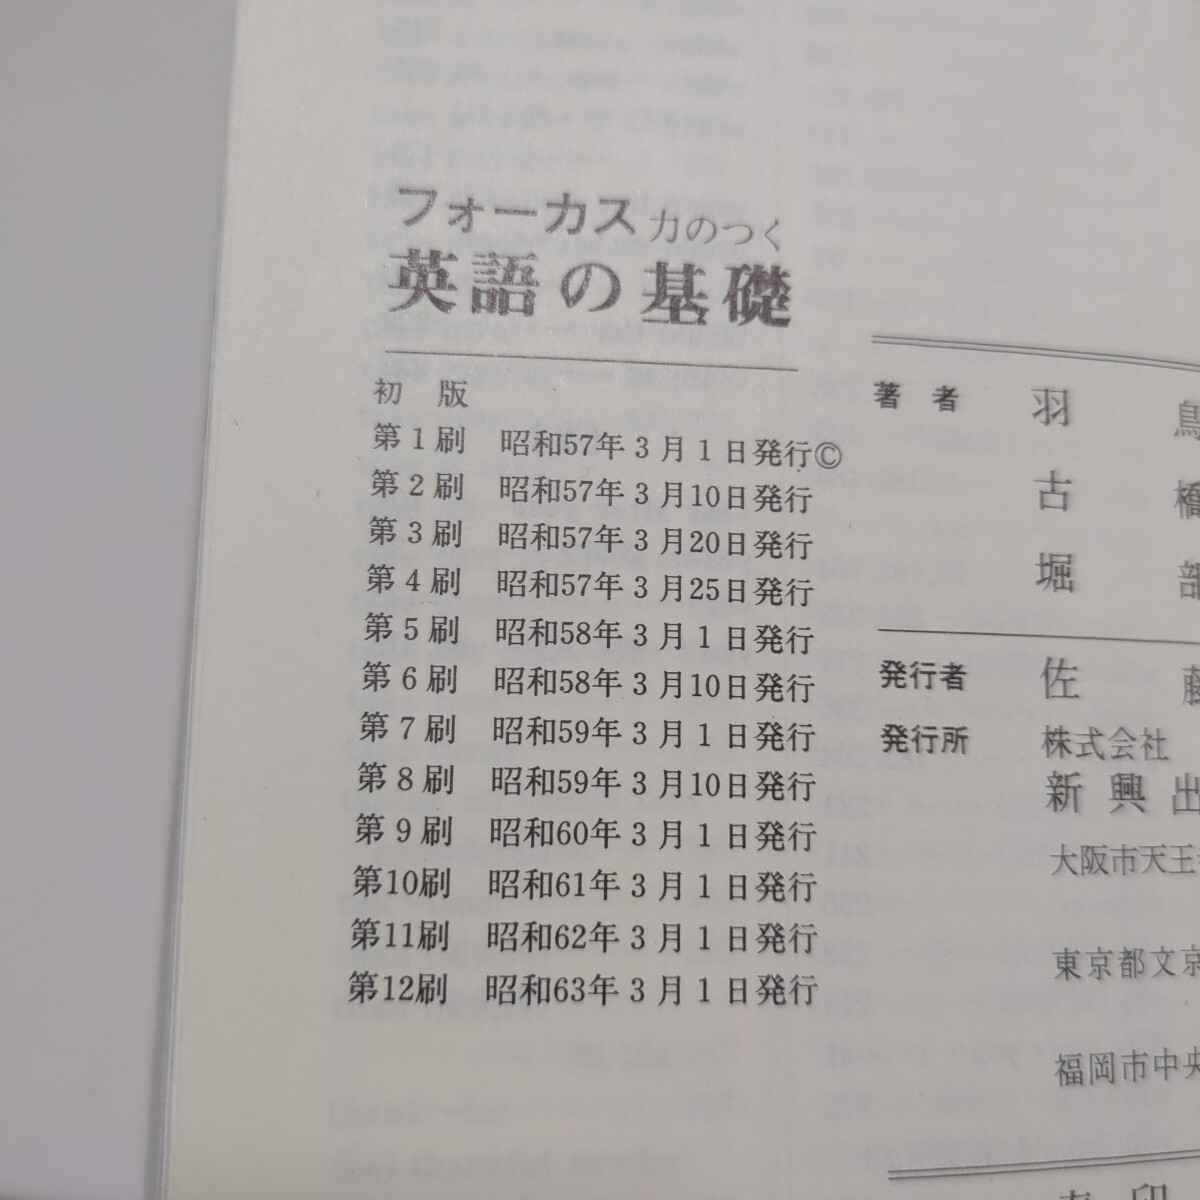 フォーカス 力のつく
英語の基礎
初 版
第1刷 昭和57年3月1日発行©
第2刷 昭和57年3月10日発行
第3刷 昭和57年3月20日発行
第4刷 昭和57年3月25日発行
第5刷 昭和58年3月1日発行
第6刷 昭和58年3月10日発行
第7刷 昭和59年3月1日発行
第8刷 昭和59年3月10日発行
第9刷 昭和60年3月1日発行
第10刷 昭和61年3月1日発行
第11刷 昭和62年3月1日発行
第12刷 昭和63年3月1日発行
著 者 羽 鳥
古 橋
堀 部
発行者 佐 藤
発行所 株式会社
新興出
大阪市天王
東京都文京
福岡市中央